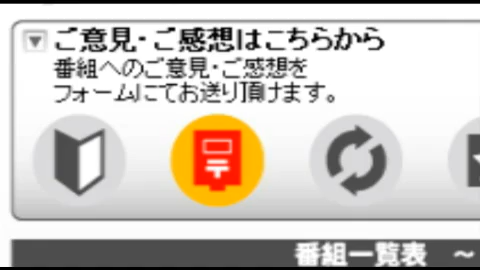 ご意見・ご感想はこちらから
番組へのご意見・ご感想を
フォームにてお送り頂けます。
〒
番組一覧表 ～